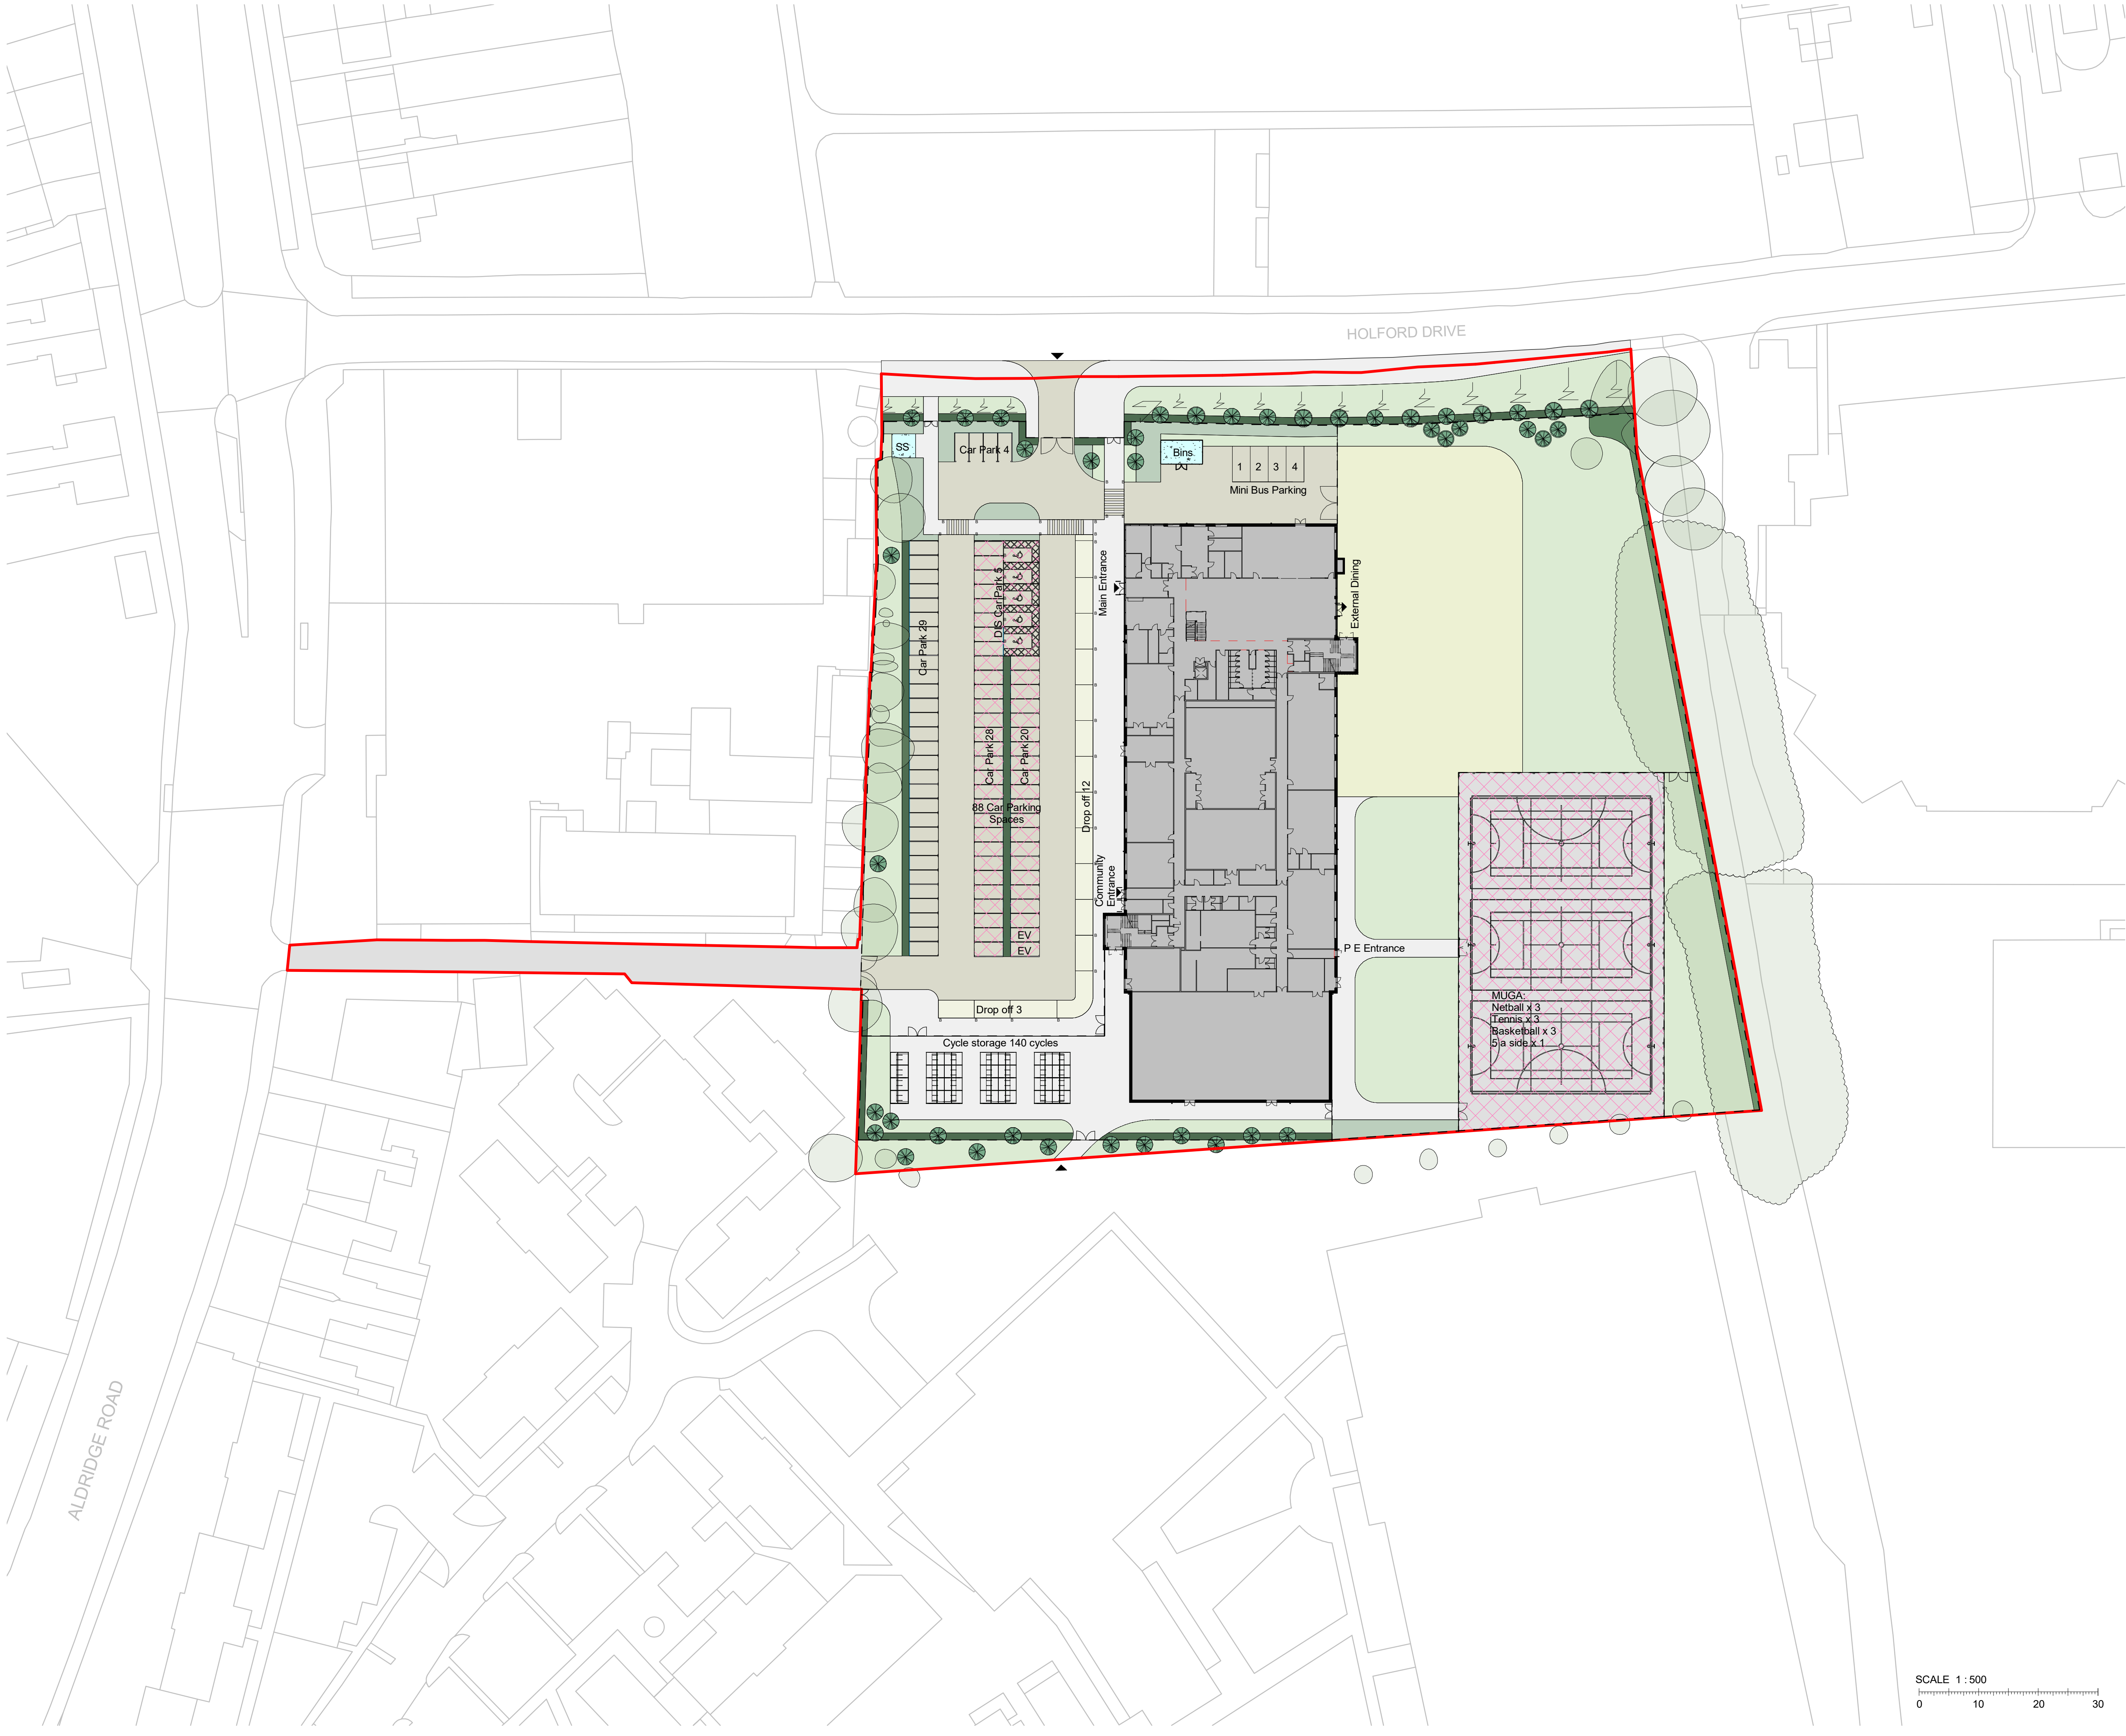 HOLFORD DRIVE
SS
Car Park 4
Bins
1 2 3 4
Mini Bus Parking
Main Entrance
External Dining
DIS Car Park 5
Car Park 29
Car Park 28
Car Park 20
88 Car Parking
Spaces
Drop off 12
Community
Entrance
EV
EV
P E Entrance
MUGA:
Netball x 3
Tennis x 3
Basketball x 3
5 a side x 1
Drop off 3
Cycle storage 140 cycles
ALDRIDGE ROAD
SCALE 1 : 500
0 10 20 30